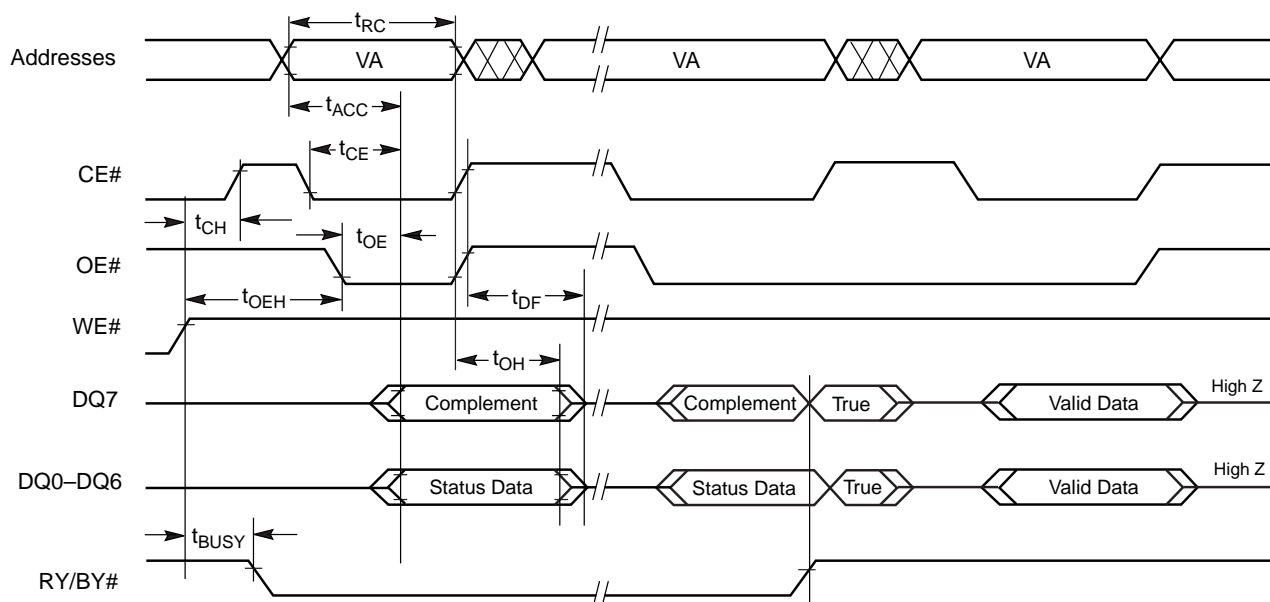 tRC
Addresses VA VA VA
tACC
tCE
CE#
tCH tOE
OE#
tOEH tDF
WE#
tOH
DQ7 Complement Complement True Valid Data High Z
DQ0–DQ6 Status Data Status Data True Valid Data High Z
tBUSY
RY/BY#